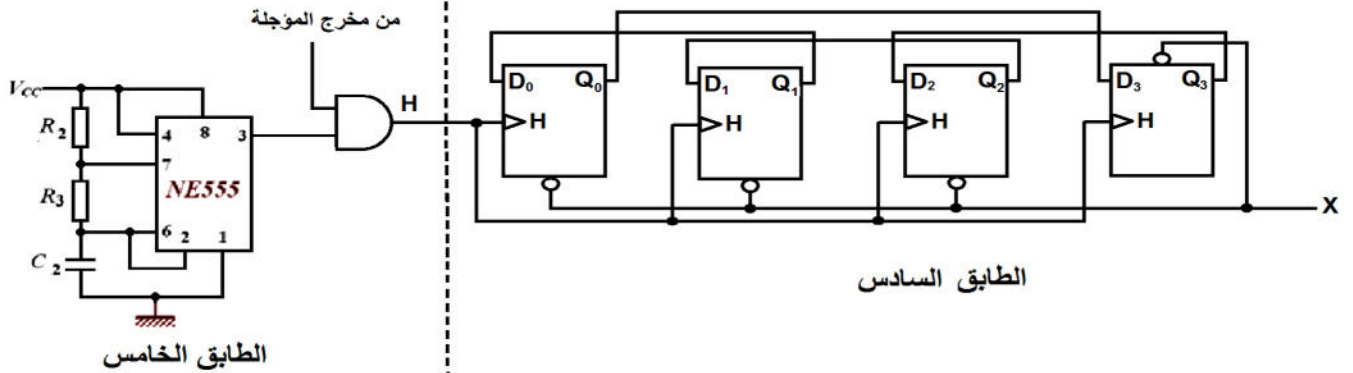 من مخرج المؤجلة
VCC
R2
R3
C2
4
8
3
7
NE555
6
2
1
H
D0
Q0
H
D1
Q1
H
D2
Q2
H
D3
Q3
H
X
الطابق السادس
الطابق الخامس